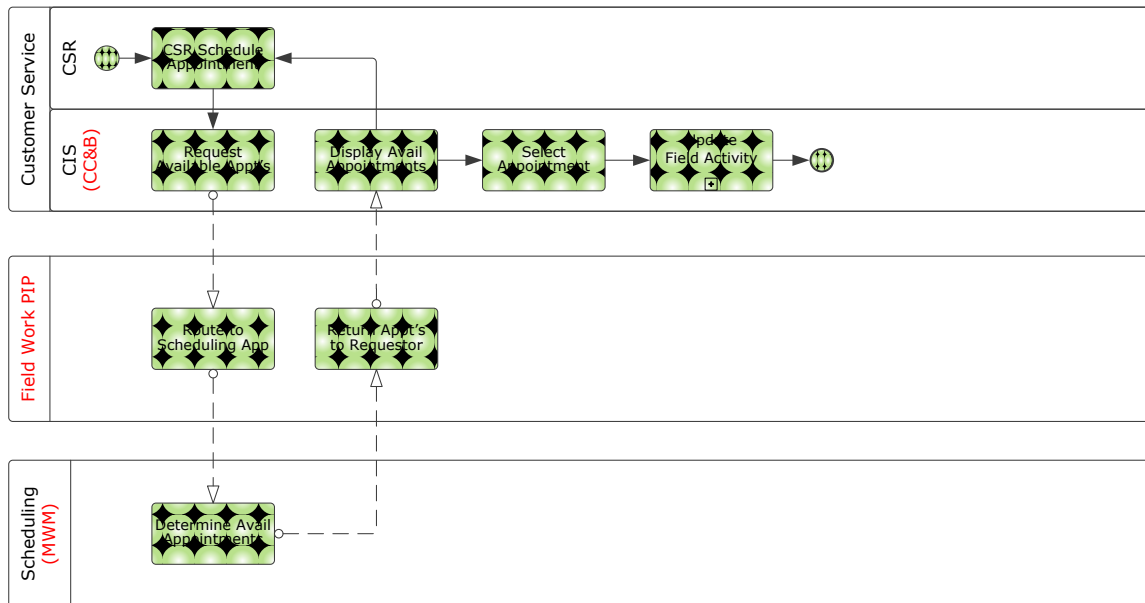 Customer Service
CSR
CSR Schedule
Appointment
CIS
(CC&B)
Request
Available Appt's
Display Avail
Appointments
Select
Appointment
Update
Field Activity
Field Work PIP
Route to
Scheduling App
Return Appt's
to Requestor
Scheduling
(MWM)
Determine Avail
Appointments